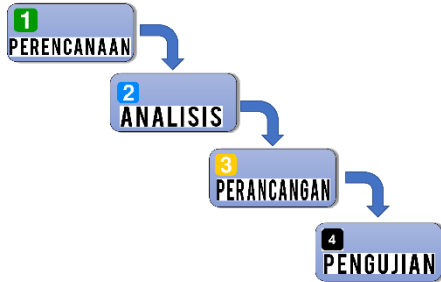 1
PERENCANAAN
2
ANALISIS
3
PERANCANGAN
4
PENGUJIAN